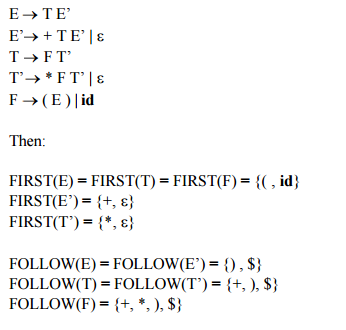 E → T E’
E’→ + T E’ | ε
T → F T’
T’→ * F T’ | ε
F → ( E ) | id
Then:
FIRST(E) = FIRST(T) = FIRST(F) = {( , id}
FIRST(E’) = {+, ε}
FIRST(T’) = {*, ε}
FOLLOW(E) = FOLLOW(E’) = {) , $}
FOLLOW(T) = FOLLOW(T’) = {+, ), $}
FOLLOW(F) = {+, *, ), $}